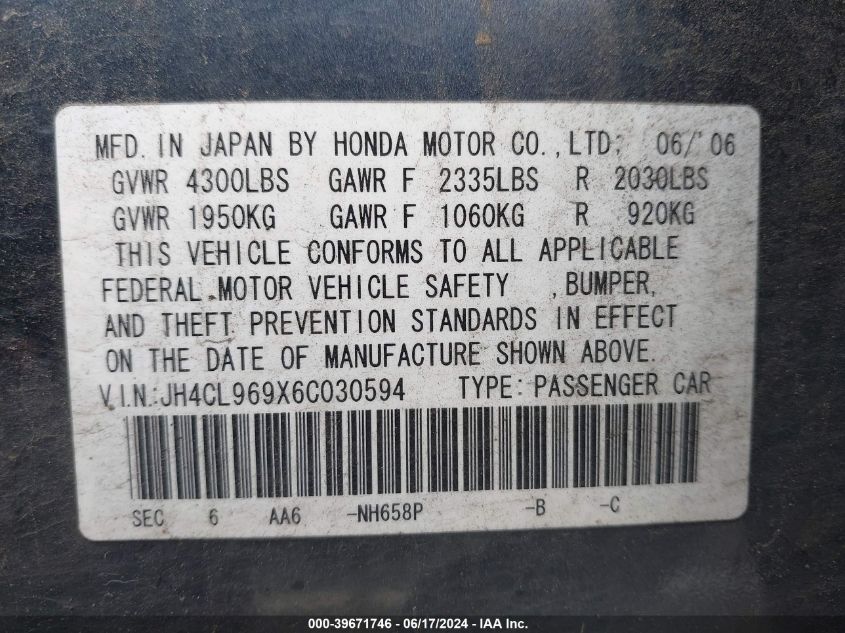 MFD. IN JAPAN BY HONDA MOTOR CO., LTD. 06/'06
GVWR 4300LBS GAWR F 2335LBS R 2030LBS
GVWR 1950KG GAWR F 1060KG R 920KG
THIS VEHICLE CONFORMS TO ALL APPLICABLE
FEDERAL MOTOR VEHICLE SAFETY , BUMPER,
AND THEFT PREVENTION STANDARDS IN EFFECT
ON THE DATE OF MANUFACTURE SHOWN ABOVE.
V.I.N.:JH4CL969X6C030594 TYPE: PASSENGER CAR
SEC 6 AA6 -NH658P -B -C
000-39671746 - 06/17/2024 - IAA Inc.